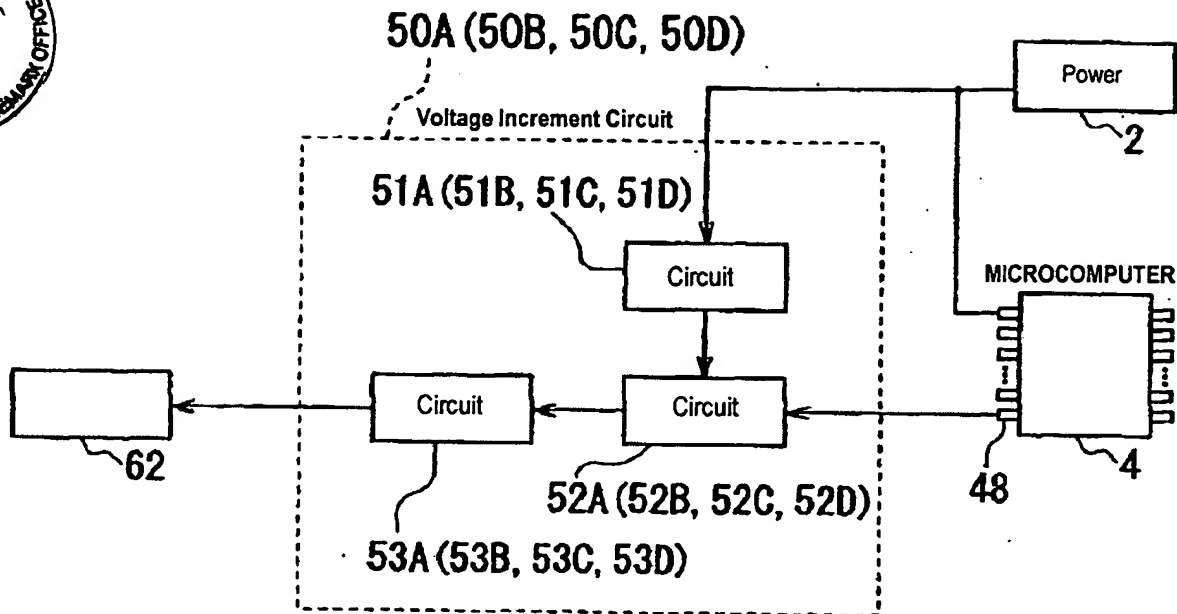 50A (50B, 50C, 50D)
Power
2
Voltage Increment Circuit
51A (51B, 51C, 51D)
Circuit
MICROCOMPUTER
Circuit
Circuit
62
52A (52B, 52C, 52D)
48
4
53A (53B, 53C, 53D)
OFFICE